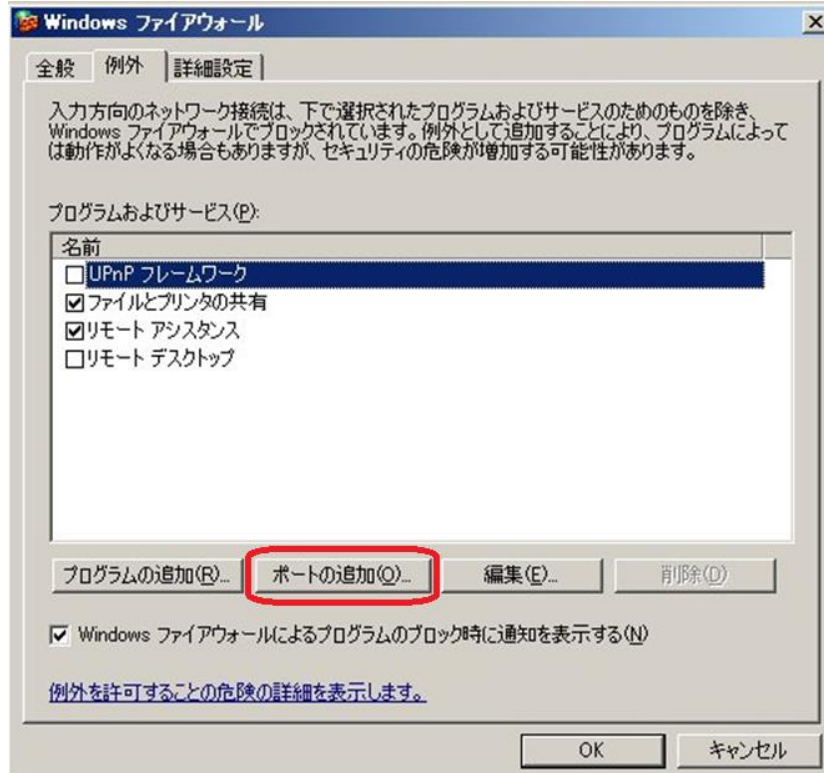 Windows ファイアウォール
全般 例外 詳細設定
入力方向のネットワーク接続は、下で選択されたプログラムおよびサービスのためのものを除き、
Windows ファイアウォールでブロックされています。例外として追加することにより、プログラムによって
は動作がよくなる場合もありますが、セキュリティの危険が増加する可能性があります。
プログラムおよびサービス(P):
名前
UPnP フレームワーク
ファイルとプリンタの共有
リモート アシスタンス
リモート デスクトップ
プログラムの追加(R)... ポートの追加(O)... 編集(E)... 削除(D)
Windows ファイアウォールによるプログラムのブロック時に通知を表示する(N)
例外を許可することの危険の詳細を表示します。
OK キャンセル